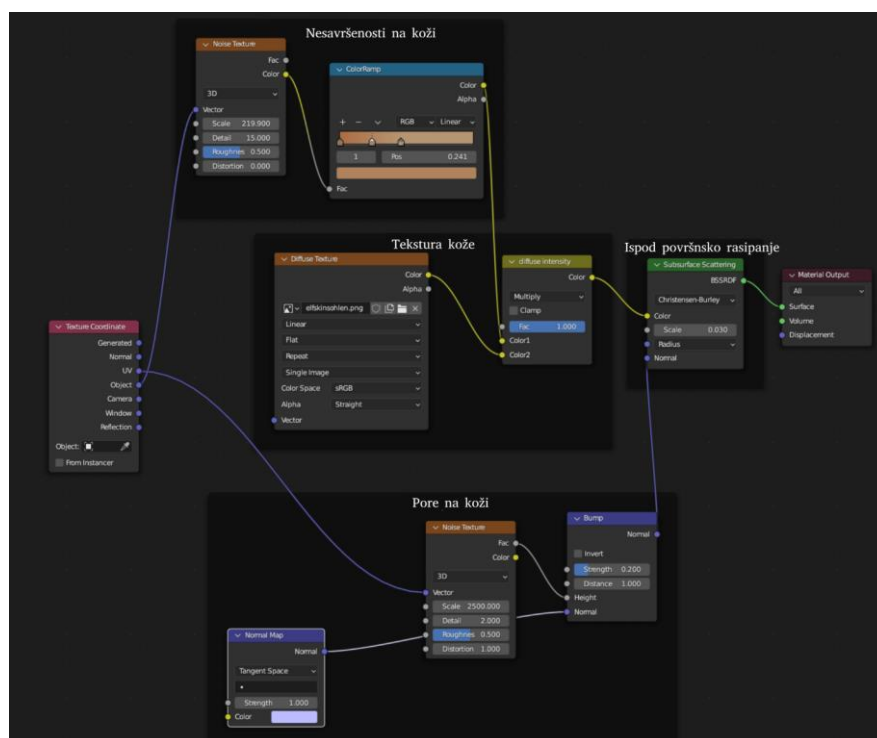 Nesavršenosti na koži
Noise Texture
Fac
Color
3D
Vector
Scale 219.900
Detail 15.000
Roughnes 0.500
Distortion 0.000
ColorRamp
Color
Alpha
+ − RGB Linear
1 Pos 0.241
Fac
Tekstura kože
Diffuse Texture
Color
Alpha
elfskinsohlen.png
Linear
Flat
Repeat
Single Image
Color Space sRGB
Alpha Straight
Vector
diffuse intensity
Color
Multiply
Clamp
Fac 1.000
Color1
Color2
Ispod površnsko rasipanje
Subsurface Scattering
BSSRDF
Christensen-Burley
Color
Scale 0.030
Radius
Normal
Material Output
All
Surface
Volume
Displacement
Texture Coordinate
Generated
Normal
UV
Object
Camera
Window
Reflection
Object:
From Instancer
Pore na koži
Noise Texture
Fac
Color
3D
Vector
Scale 2500.000
Detail 2.000
Roughnes 0.500
Distortion 1.000
Bump
Normal
Invert
Strength 0.200
Distance 1.000
Height
Normal
Normal Map
Normal
Tangent Space
Strength 1.000
Color